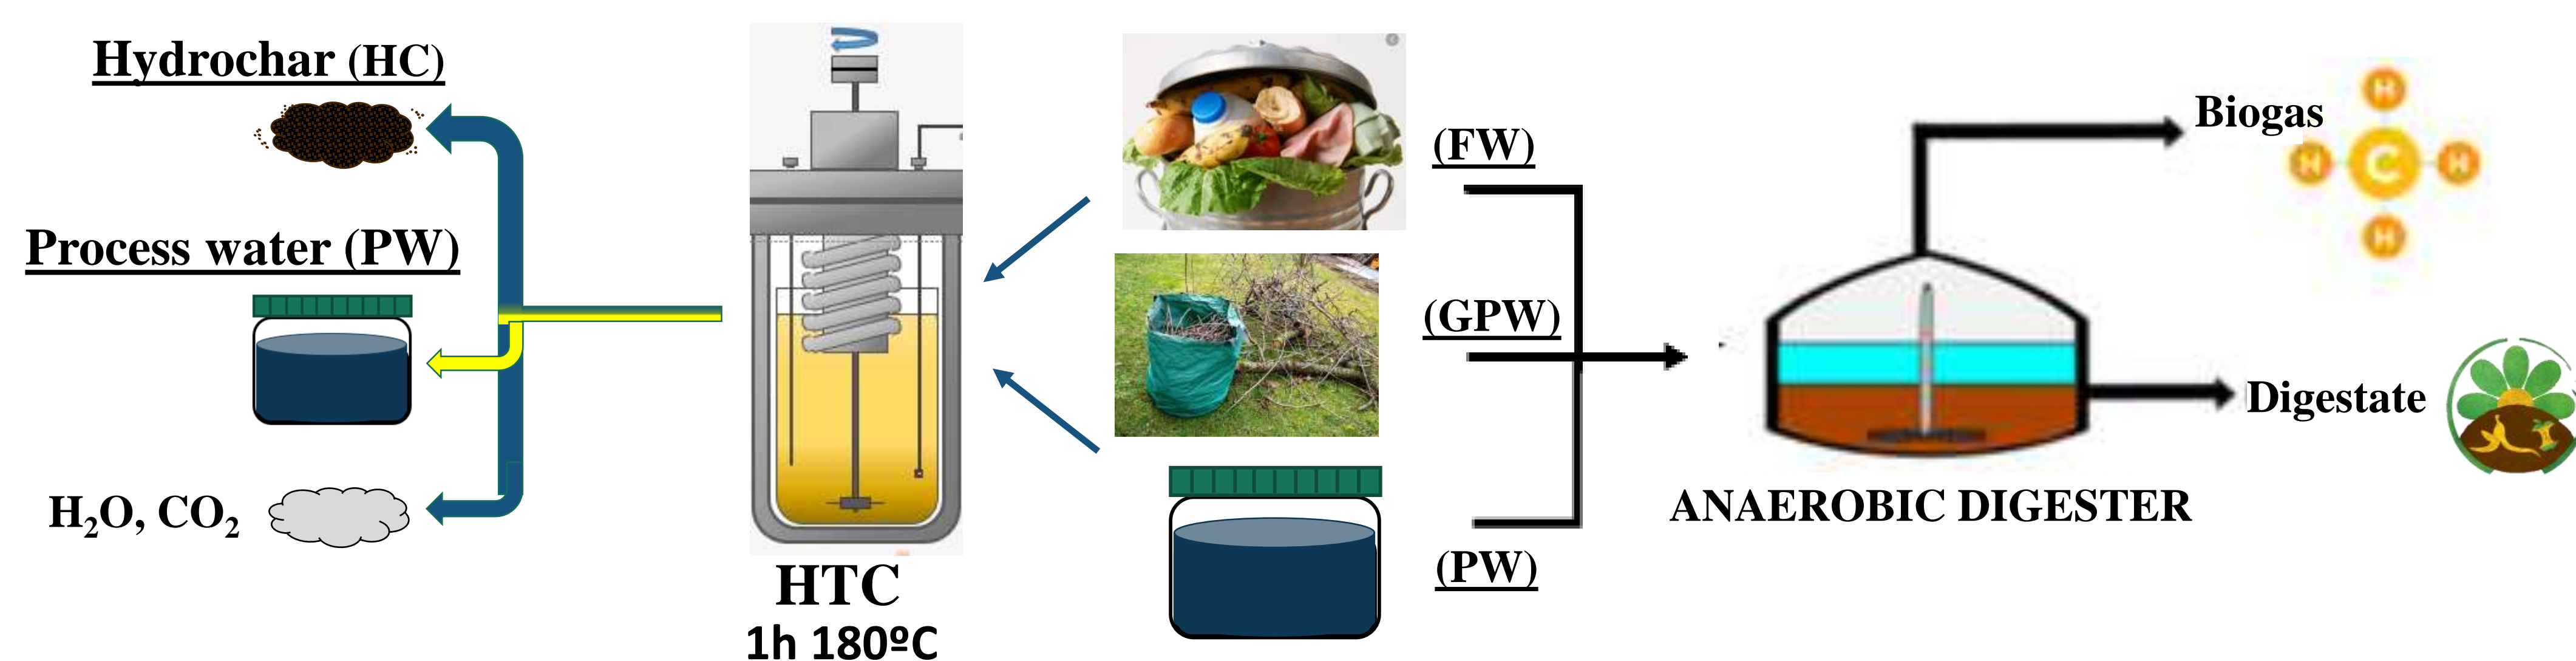 Hydrochar (HC)
Process water (PW)
H₂O, CO₂
HTC
1h 180ºC
(FW)
(GPW)
(PW)
ANAEROBIC DIGESTER
Biogas
H
H
C
H
H
Digestate